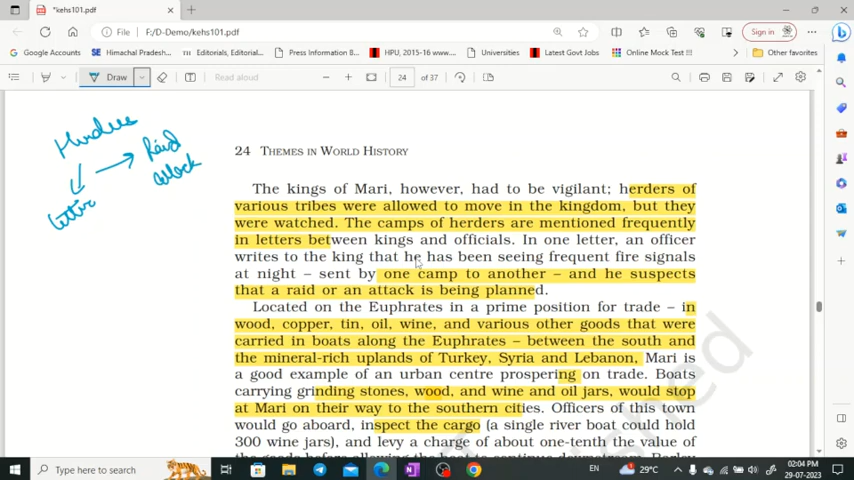 *kehs101.pdf
File | F:/D-Demo/kehs101.pdf
Sign in
Google Accounts
Himachal Pradesh...
Editorials, Editorial...
Press Information B...
HPU, 2015-16 www...
Universities
Latest Govt Jobs
Online Mock Test !!!
Other favorites
Draw
Read aloud
24 of 37
letter
Raid
attack
24 THEMES IN WORLD HISTORY
The kings of Mari, however, had to be vigilant; herders of
various tribes were allowed to move in the kingdom, but they
were watched. The camps of herders are mentioned frequently
in letters between kings and officials. In one letter, an officer
writes to the king that he has been seeing frequent fire signals
at night – sent by one camp to another – and he suspects
that a raid or an attack is being planned.
Located on the Euphrates in a prime position for trade – in
wood, copper, tin, oil, wine, and various other goods that were
carried in boats along the Euphrates – between the south and
the mineral-rich uplands of Turkey, Syria and Lebanon, Mari is
a good example of an urban centre prospering on trade. Boats
carrying grinding stones, wood, and wine and oil jars, would stop
at Mari on their way to the southern cities. Officers of this town
would go aboard, inspect the cargo (a single river boat could hold
300 wine jars), and levy a charge of about one-tenth the value of
Type here to search
29°C
EN
02:04 PM
29-07-2023